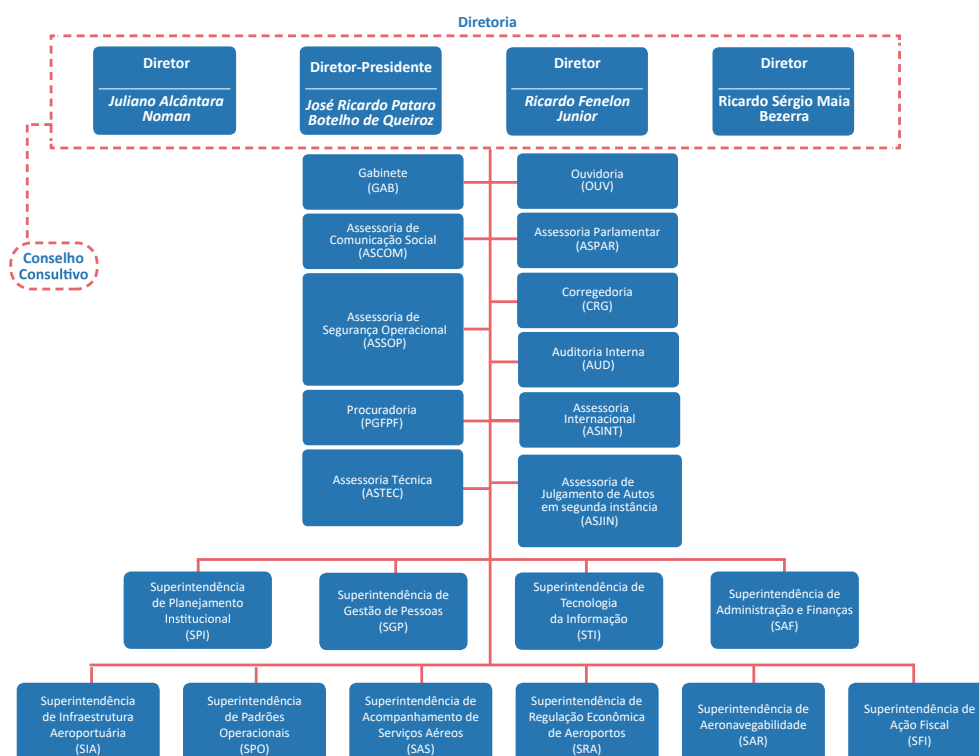 Diretoria
Diretor
Juliano Alcântara
Noman
Diretor-Presidente
José Ricardo Pataro
Botelho de Queiroz
Diretor
Ricardo Fenelon
Junior
Diretor
Ricardo Sérgio Maia
Bezerra
Conselho
Consultivo
Gabinete
(GAB)
Ouvidoria
(OUV)
Assessoria de
Comunicação Social
(ASCOM)
Assessoria Parlamentar
(ASPAR)
Assessoria de
Segurança Operacional
(ASSOP)
Corregedoria
(CRG)
Auditoria Interna
(AUD)
Procuradoria
(PGFPF)
Assessoria
Internacional
(ASINT)
Assessoria Técnica
(ASTEC)
Assessoria de
Julgamento de Autos
em segunda instância
(ASJIN)
Superintendência
de Planejamento
Institucional
(SPI)
Superintendência de
Gestão de Pessoas
(SGP)
Superintendência de
Tecnologia
da Informação
(STI)
Superintendência de
Administração e Finanças
(SAF)
Superintendência
de Infraestrutura
Aeroportuária
(SIA)
Superintendência
de Padrões
Operacionais
(SPO)
Superintendência de
Acompanhamento de
Serviços Aéreos
(SAS)
Superintendência de
Regulação Econômica
de Aeroportos
(SRA)
Superintendência de
Aeronavegabilidade
(SAR)
Superintendência de
Ação Fiscal
(SFI)